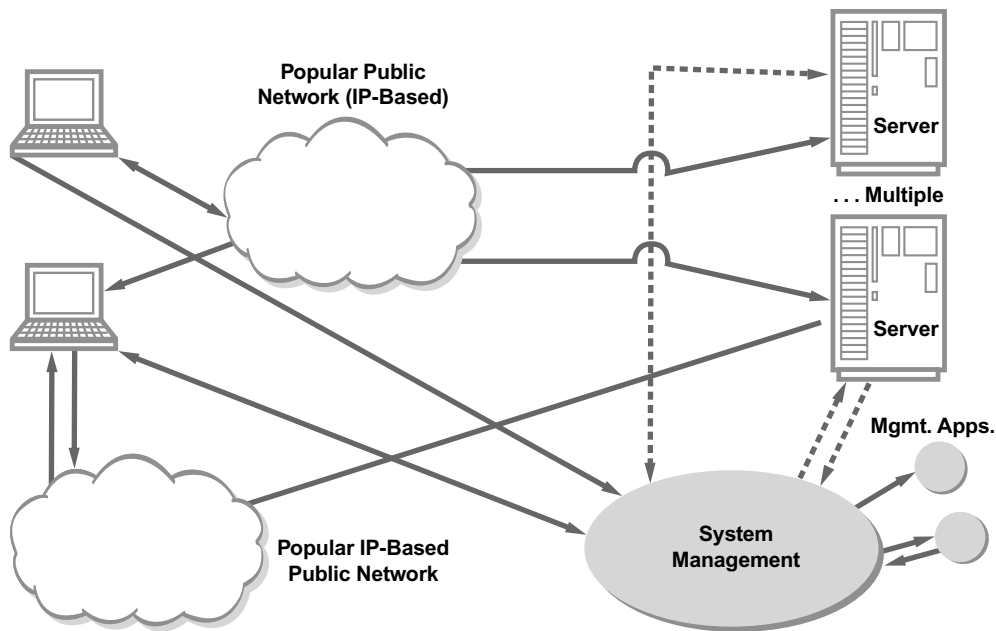 Popular Public
Network (IP-Based)
Server
. . . Multiple
Server
Mgmt. Apps.
System
Management
Popular IP-Based
Public Network